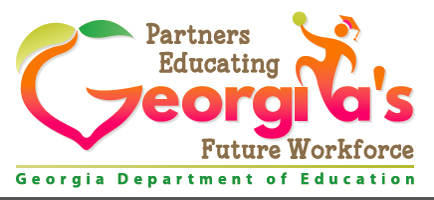 Partners
Educating
Georgia's
Future Workforce
Georgia Department of Education